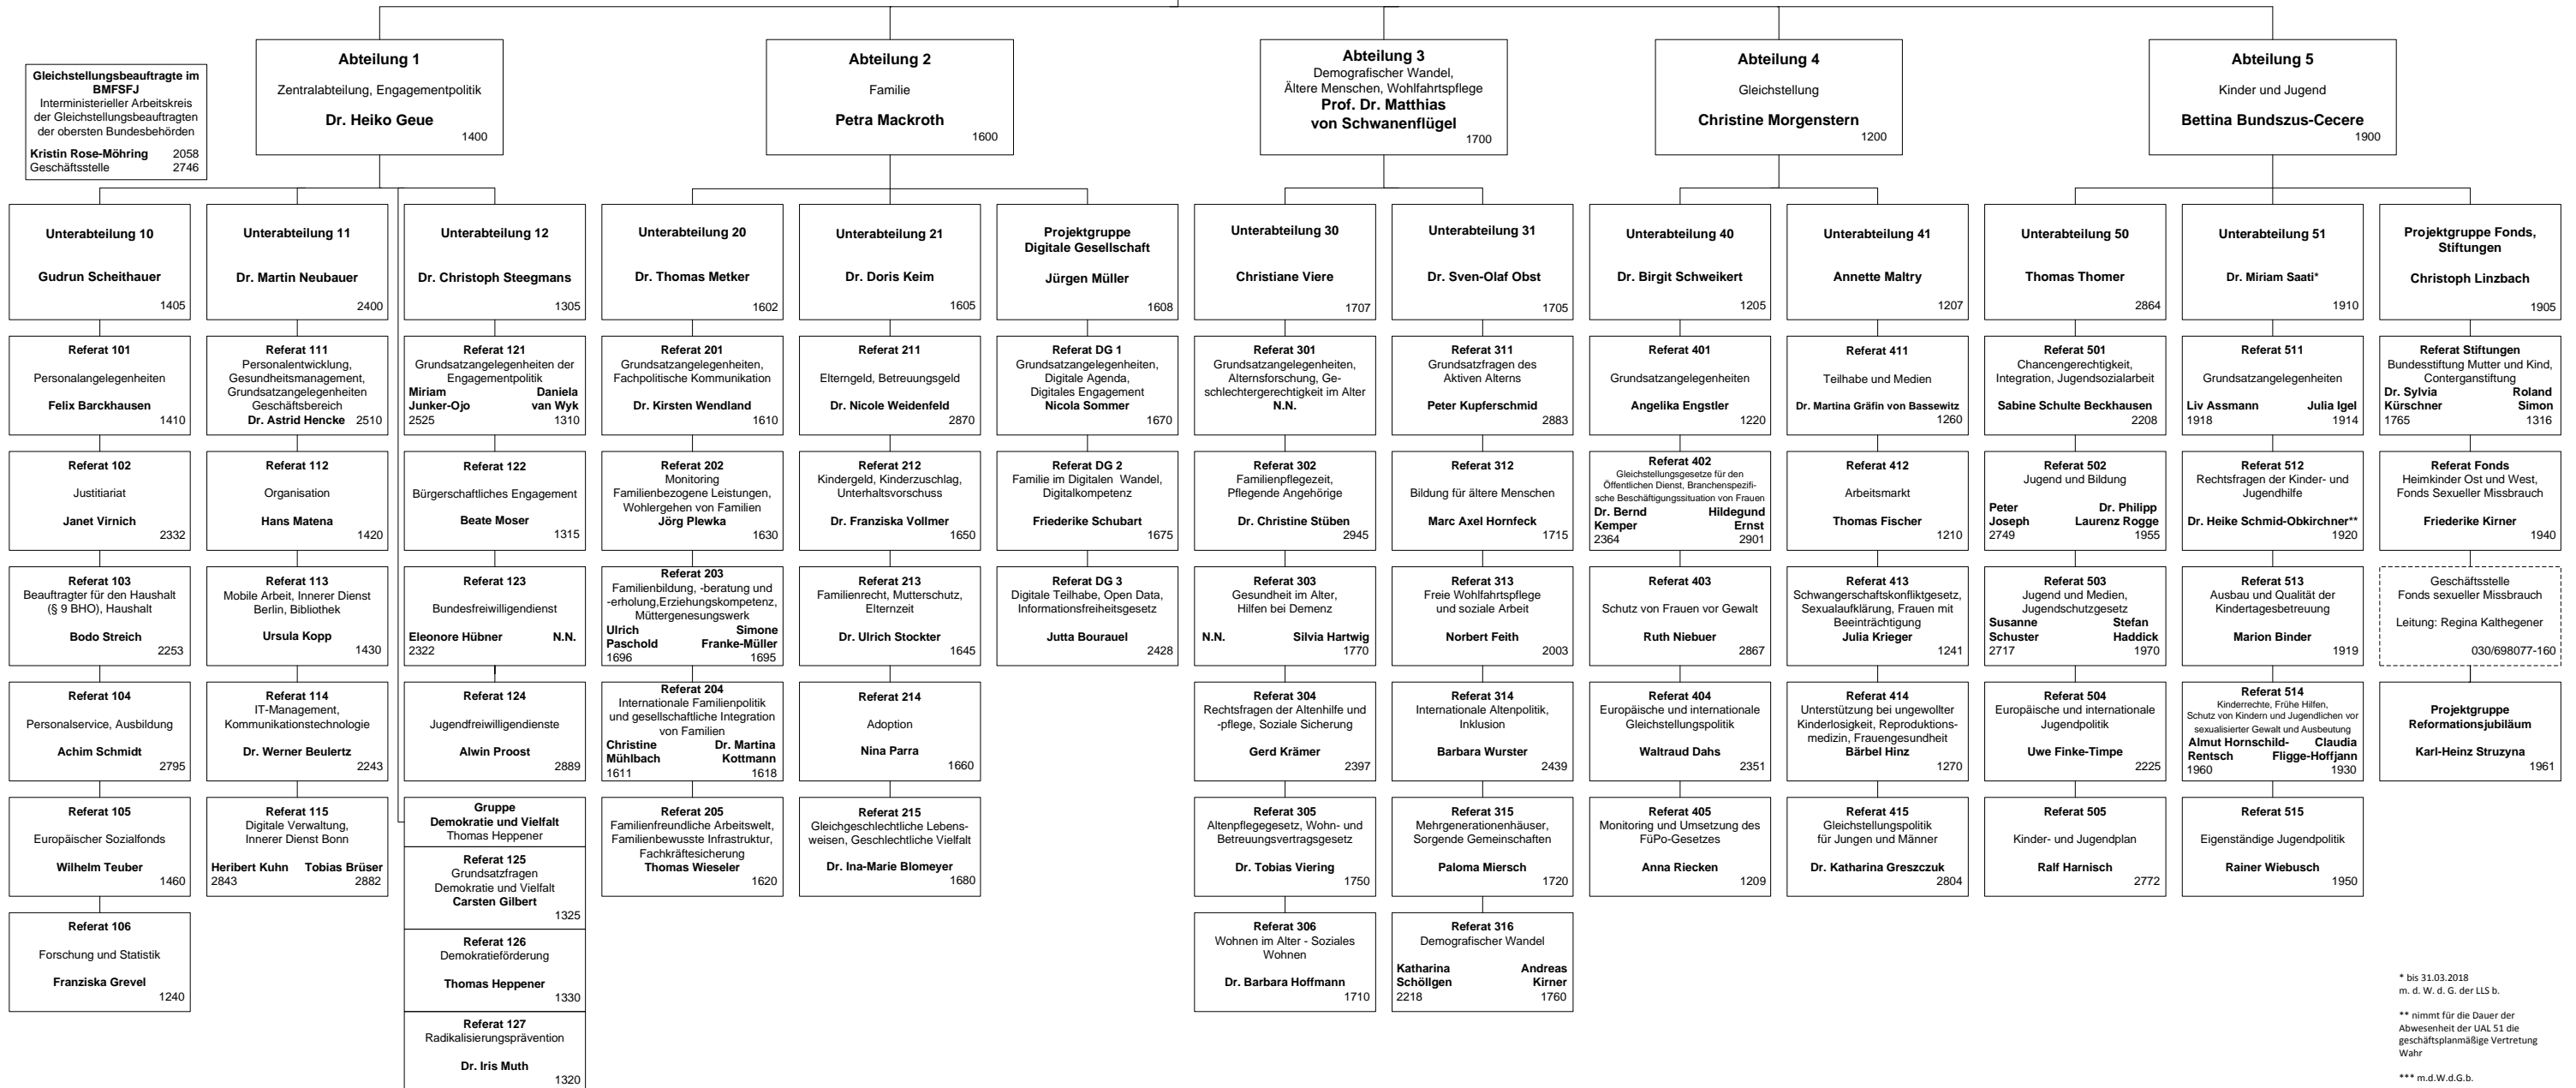 Gleichstellungsbeauftragte im
BMFSFJ
Interministerieller Arbeitskreis
der Gleichstellungsbeauftragten
der obersten Bundesbehörden
Kristin Rose-Möhring 2058
Geschäftsstelle 2746
Abteilung 1
Zentralabteilung, Engagementpolitik
Dr. Heiko Geue
1400
Abteilung 2
Familie
Petra Mackroth
1600
Abteilung 3
Demografischer Wandel,
Ältere Menschen, Wohlfahrtspflege
Prof. Dr. Matthias
von Schwanenflügel
1700
Abteilung 4
Gleichstellung
Christine Morgenstern
1200
Abteilung 5
Kinder und Jugend
Bettina Bundszus-Cecere
1900
Unterabteilung 10
Gudrun Scheithauer
1405
Referat 101
Personalangelegenheiten
Felix Barckhausen
1410
Referat 102
Justitiariat
Janet Virnich
2332
Referat 103
Beauftragter für den Haushalt
(§ 9 BHO), Haushalt
Bodo Streich
2253
Referat 104
Personalservice, Ausbildung
Achim Schmidt
2795
Referat 105
Europäischer Sozialfonds
Wilhelm Teuber
1460
Referat 106
Forschung und Statistik
Franziska Grevel
1240
Unterabteilung 11
Dr. Martin Neubauer
2400
Referat 111
Personalentwicklung,
Gesundheitsmanagement,
Grundsatzangelegenheiten
Geschäftsbereich
Dr. Astrid Hencke 2510
Referat 112
Organisation
Hans Matena
1420
Referat 113
Mobile Arbeit, Innerer Dienst
Berlin, Bibliothek
Ursula Kopp
1430
Referat 114
IT-Management,
Kommunikationstechnologie
Dr. Werner Beulertz
2243
Referat 115
Digitale Verwaltung,
Innerer Dienst Bonn
Heribert Kuhn Tobias Brüser
2843 2882
Unterabteilung 12
Dr. Christoph Steegmans
1305
Referat 121
Grundsatzangelegenheiten der
Engagementpolitik
Miriam Daniela
Junker-Ojo van Wyk
2525 1310
Referat 122
Bürgerschaftliches Engagement
Beate Moser
1315
Referat 123
Bundesfreiwilligendienst
Eleonore Hübner N.N.
2322
Referat 124
Jugendfreiwilligendienste
Alwin Proost
2889
Gruppe
Demokratie und Vielfalt
Thomas Heppener
Referat 125
Grundsatzfragen
Demokratie und Vielfalt
Carsten Gilbert
1325
Referat 126
Demokratieförderung
Thomas Heppener
1330
Referat 127
Radikalisierungsprävention
Dr. Iris Muth
1320
Unterabteilung 20
Dr. Thomas Metker
1602
Referat 201
Grundsatzangelegenheiten,
Fachpolitische Kommunikation
Dr. Kirsten Wendland
1610
Referat 202
Monitoring
Familienbezogene Leistungen,
Wohlergehen von Familien
Jörg Plewka
1630
Referat 203
Familienbildung, -beratung und
-erholung,Erziehungskompetenz,
Müttergenesungswerk
Ulrich Simone
Paschold Franke-Müller
1696 1695
Referat 204
Internationale Familienpolitik
und gesellschaftliche Integration
von Familien
Christine Dr. Martina
Mühlbach Kottmann
1611 1618
Referat 205
Familienfreundliche Arbeitswelt,
Familienbewusste Infrastruktur,
Fachkräftesicherung
Thomas Wieseler
1620
Unterabteilung 21
Dr. Doris Keim
1605
Referat 211
Elterngeld, Betreuungsgeld
Dr. Nicole Weidenfeld
2870
Referat 212
Kindergeld, Kinderzuschlag,
Unterhaltsvorschuss
Dr. Franziska Vollmer
1650
Referat 213
Familienrecht, Mutterschutz,
Elternzeit
Dr. Ulrich Stockter
1645
Referat 214
Adoption
Nina Parra
1660
Referat 215
Gleichgeschlechtliche Lebens-
weisen, Geschlechtliche Vielfalt
Dr. Ina-Marie Blomeyer
1680
Projektgruppe
Digitale Gesellschaft
Jürgen Müller
1608
Referat DG 1
Grundsatzangelegenheiten,
Digitale Agenda,
Digitales Engagement
Nicola Sommer
1670
Referat DG 2
Familie im Digitalen Wandel,
Digitalkompetenz
Friederike Schubart
1675
Referat DG 3
Digitale Teilhabe, Open Data,
Informationsfreiheitsgesetz
Jutta Bourauel
2428
Unterabteilung 30
Christiane Viere
1707
Referat 301
Grundsatzangelegenheiten,
Alternsforschung, Ge-
schlechtergerechtigkeit im Alter
N.N.
Referat 302
Familienpflegezeit,
Pflegende Angehörige
Dr. Christine Stüben
2945
Referat 303
Gesundheit im Alter,
Hilfen bei Demenz
N.N. Silvia Hartwig
1770
Referat 304
Rechtsfragen der Altenhilfe und
-pflege, Soziale Sicherung
Gerd Krämer
2397
Referat 305
Altenpflegegesetz, Wohn- und
Betreuungsvertragsgesetz
Dr. Tobias Viering
1750
Referat 306
Wohnen im Alter - Soziales
Wohnen
Dr. Barbara Hoffmann
1710
Unterabteilung 31
Dr. Sven-Olaf Obst
1705
Referat 311
Grundsatzfragen des
Aktiven Alterns
Peter Kupferschmid
2883
Referat 312
Bildung für ältere Menschen
Marc Axel Hornfeck
1715
Referat 313
Freie Wohlfahrtspflege
und soziale Arbeit
Norbert Feith
2003
Referat 314
Internationale Altenpolitik,
Inklusion
Barbara Wurster
2439
Referat 315
Mehrgenerationenhäuser,
Sorgende Gemeinschaften
Paloma Miersch
1720
Referat 316
Demografischer Wandel
Katharina Andreas
Schöllgen Kirner
2218 1760
Unterabteilung 40
Dr. Birgit Schweikert
1205
Referat 401
Grundsatzangelegenheiten
Angelika Engstler
1220
Referat 402
Gleichstellungsgesetze für den
Öffentlichen Dienst, Branchenspezifi-
sche Beschäftigungssituation von Frauen
Dr. Bernd Hildegund
Kemper Ernst
2364 2901
Referat 403
Schutz von Frauen vor Gewalt
Ruth Niebuer
2867
Referat 404
Europäische und internationale
Gleichstellungspolitik
Waltraud Dahs
2351
Referat 405
Monitoring und Umsetzung des
FüPo-Gesetzes
Anna Riecken
1209
Unterabteilung 41
Annette Maltry
1207
Referat 411
Teilhabe und Medien
Dr. Martina Gräfin von Bassewitz
1260
Referat 412
Arbeitsmarkt
Thomas Fischer
1210
Referat 413
Schwangerschaftskonfliktgesetz,
Sexualaufklärung, Frauen mit
Beeinträchtigung
Julia Krieger
1241
Referat 414
Unterstützung bei ungewollter
Kinderlosigkeit, Reproduktions-
medizin, Frauengesundheit
Bärbel Hinz
1270
Referat 415
Gleichstellungspolitik
für Jungen und Männer
Dr. Katharina Greszczuk
2804
Unterabteilung 50
Thomas Thomer
2864
Referat 501
Chancengerechtigkeit,
Integration, Jugendsozialarbeit
Sabine Schulte Beckhausen
2208
Referat 502
Jugend und Bildung
Peter Dr. Philipp
Joseph Laurenz Rogge
2749 1955
Referat 503
Jugend und Medien,
Jugendschutzgesetz
Susanne Stefan
Schuster Haddick
2717 1970
Referat 504
Europäische und internationale
Jugendpolitik
Uwe Finke-Timpe
2225
Referat 505
Kinder- und Jugendplan
Ralf Harnisch
2772
Unterabteilung 51
Dr. Miriam Saati*
1910
Referat 511
Grundsatzangelegenheiten
Liv Assmann Julia Igel
1918 1914
Referat 512
Rechtsfragen der Kinder- und
Jugendhilfe
Dr. Heike Schmid-Obkirchner**
1920
Referat 513
Ausbau und Qualität der
Kindertagesbetreuung
Marion Binder
1919
Referat 514
Kinderrechte, Frühe Hilfen,
Schutz von Kindern und Jugendlichen vor
sexualisierter Gewalt und Ausbeutung
Almut Hornschild- Claudia
Rentsch Fligge-Hoffjann
1960 1930
Referat 515
Eigenständige Jugendpolitik
Rainer Wiebusch
1950
Projektgruppe Fonds,
Stiftungen
Christoph Linzbach
1905
Referat Stiftungen
Bundesstiftung Mutter und Kind,
Conterganstiftung
Dr. Sylvia Roland
Kürschner Simon
1765 1316
Referat Fonds
Heimkinder Ost und West,
Fonds Sexueller Missbrauch
Friederike Kirner
1940
Geschäftsstelle
Fonds sexueller Missbrauch
Leitung: Regina Kalthegener
030/698077-160
Projektgruppe
Reformationsjubiläum
Karl-Heinz Struzyna
1961
* bis 31.03.2018
m. d. W. d. G. der LLS b.
** nimmt für die Dauer der
Abwesenheit der UAL 51 die
geschäftsplanmäßige Vertretung
Wahr
*** m.d.W.d.G.b.